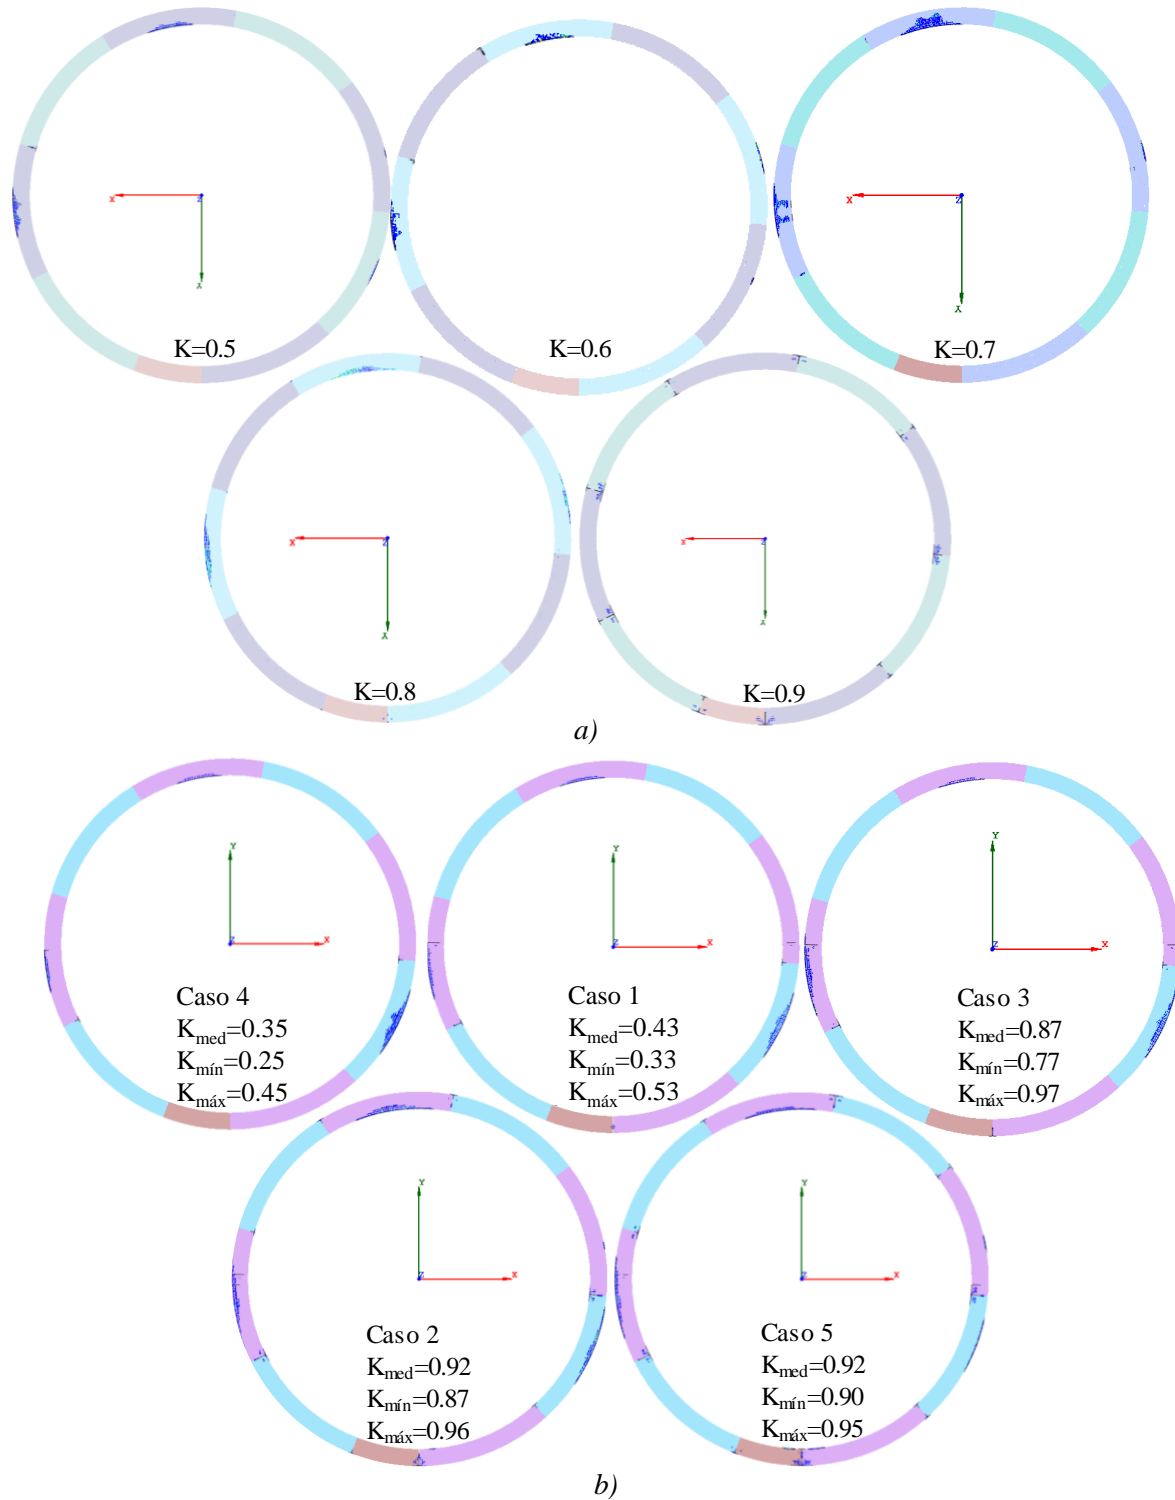 x
z
y
K=0.5
K=0.6
x
z
y
K=0.7
x
z
y
K=0.8
x
z
y
K=0.9
a)
Y
X
Z
Caso 4
Kmed=0.35
Kmín=0.25
Kmáx=0.45
Y
X
Z
Caso 1
Kmed=0.43
Kmín=0.33
Kmáx=0.53
Y
X
Z
Caso 3
Kmed=0.87
Kmín=0.77
Kmáx=0.97
Y
X
Z
Caso 2
Kmed=0.92
Kmín=0.87
Kmáx=0.96
Y
X
Z
Caso 5
Kmed=0.92
Kmín=0.90
Kmáx=0.95
b)